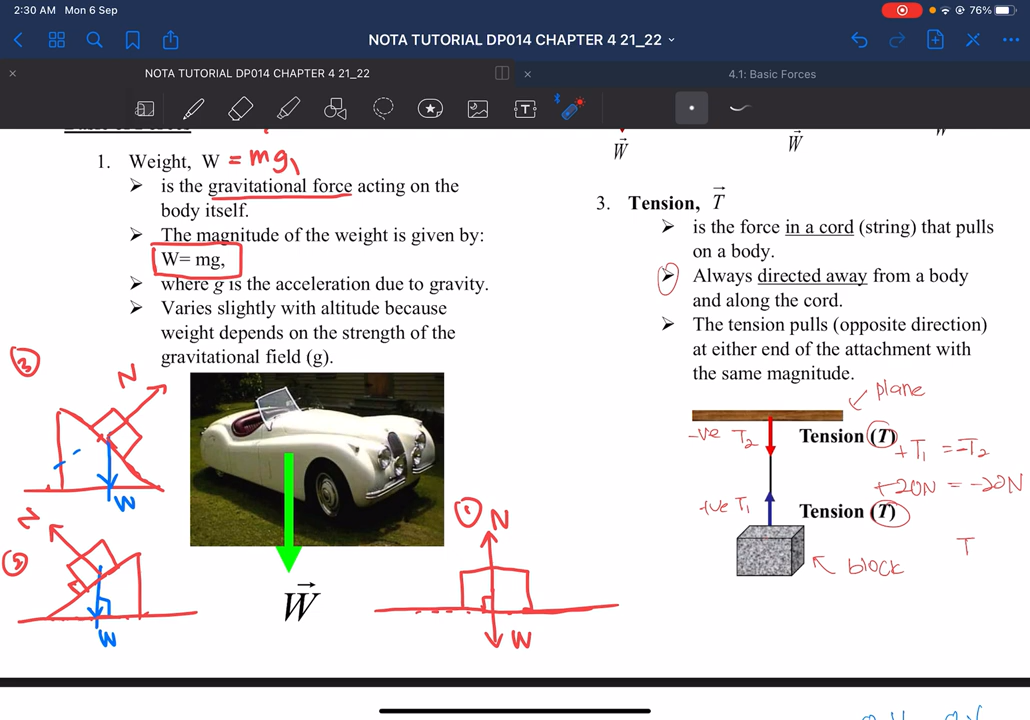 2:30 AM Mon 6 Sep
76%
NOTA TUTORIAL DP014 CHAPTER 4 21_22
NOTA TUTORIAL DP014 CHAPTER 4 21_22
4.1: Basic Forces
1. Weight, W = mg,
is the gravitational force acting on the
body itself.
The magnitude of the weight is given by:
W= mg,
where g is the acceleration due to gravity.
Varies slightly with altitude because
weight depends on the strength of the
gravitational field (g).
3
N
W
N
2
W
W
1 N
W
W
W
3. Tension, T
is the force in a cord (string) that pulls
on a body.
Always directed away from a body
and along the cord.
The tension pulls (opposite direction)
at either end of the attachment with
the same magnitude.
plane
-ve T2
Tension (T)
+T1 = -T2
+20N = -20N
+ve T1
Tension (T)
T
block